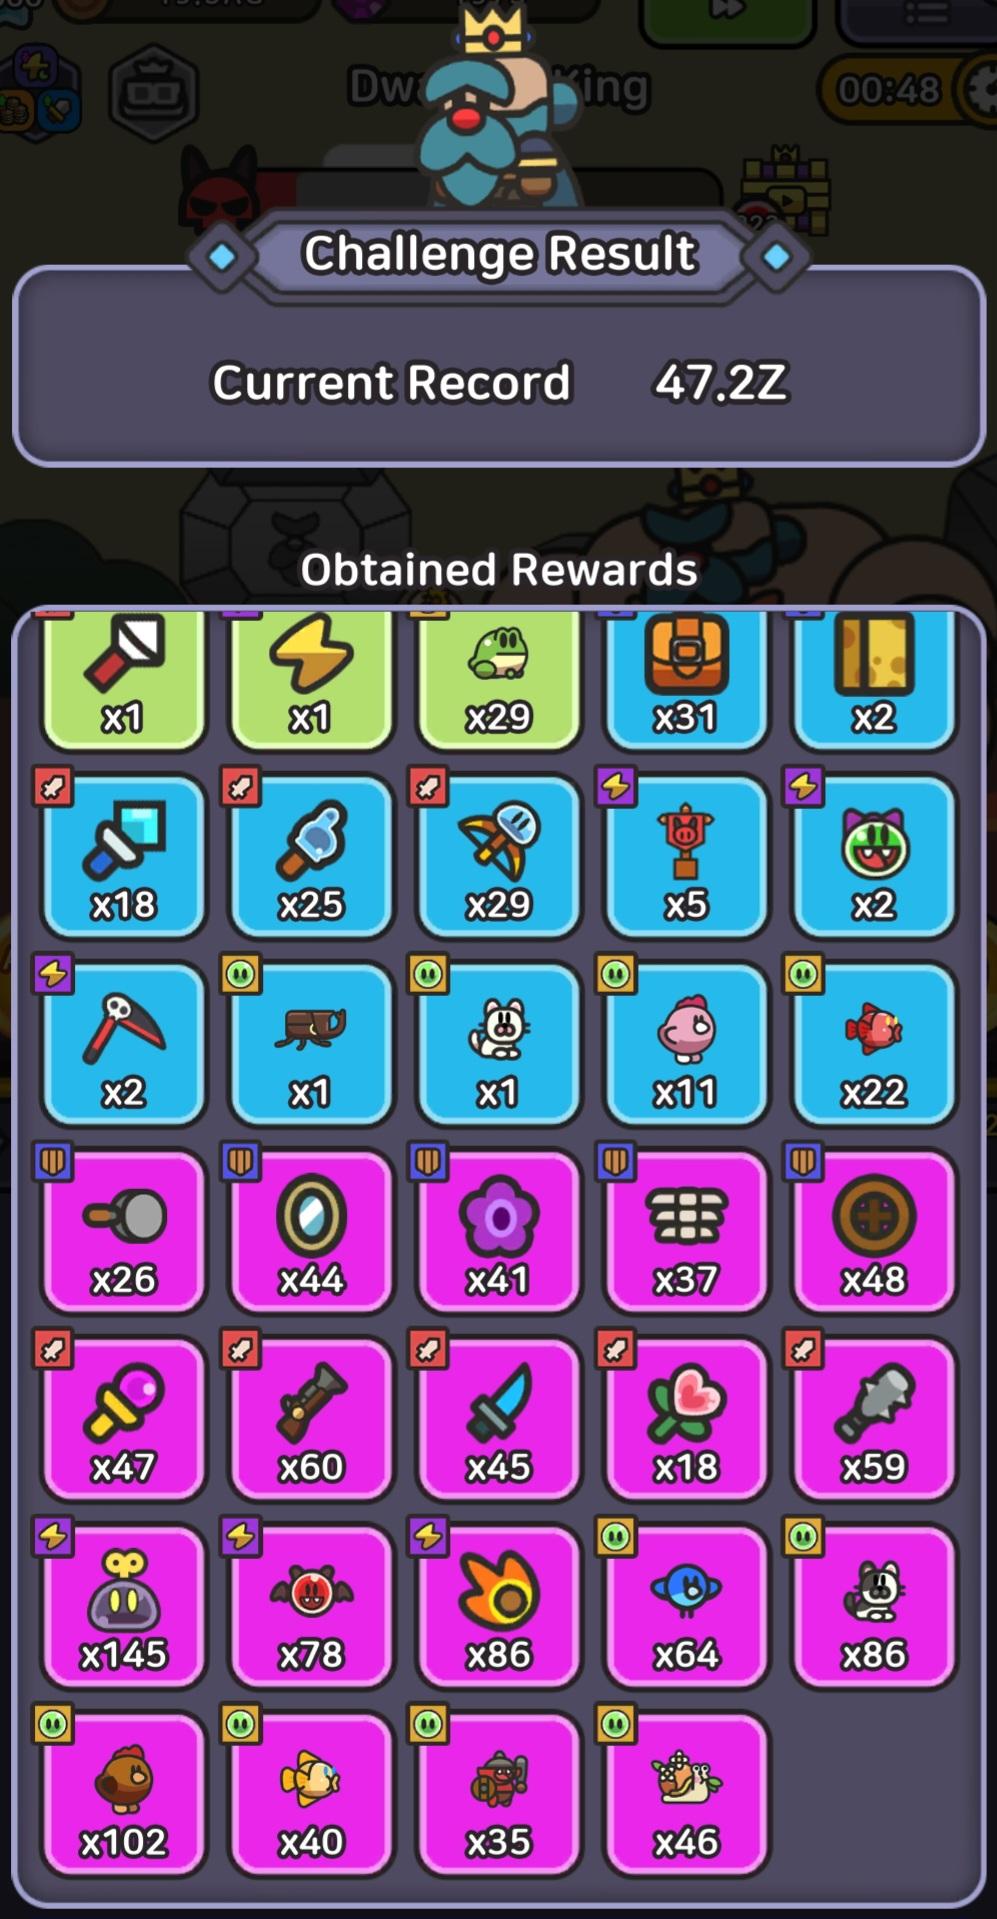 00:48
Challenge Result
Current Record 47.2Z
Obtained Rewards
x1 x1 x29 x31 x2
x18 x25 x29 x5 x2
x2 x1 x1 x11 x22
x26 x44 x41 x37 x48
x47 x60 x45 x18 x59
x145 x78 x86 x64 x86
x102 x40 x35 x46